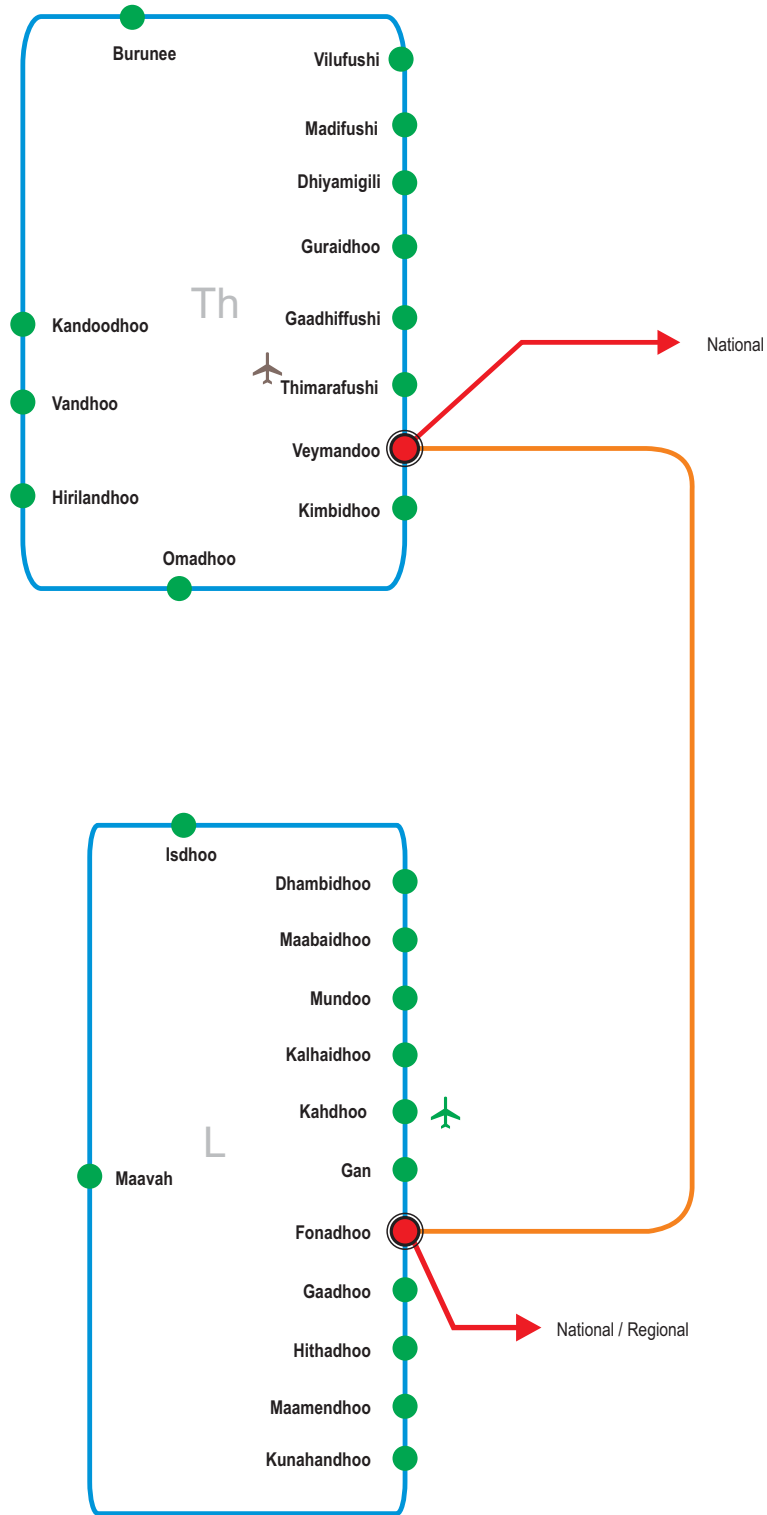 Burunee
Vilufushi
Madifushi
Dhiyamigili
Guraidhoo
Th
Gaadhiffushi
Kandoodhoo
National
Thimarafushi
Vandhoo
Veymandoo
Hirilandhoo
Kimbidhoo
Omadhoo
Isdhoo
Dhambidhoo
Maabaidhoo
Mundoo
Kalhaidhoo
Kahdhoo
L
Gan
Maavah
Fonadhoo
Gaadhoo
National / Regional
Hithadhoo
Maamendhoo
Kunahandhoo